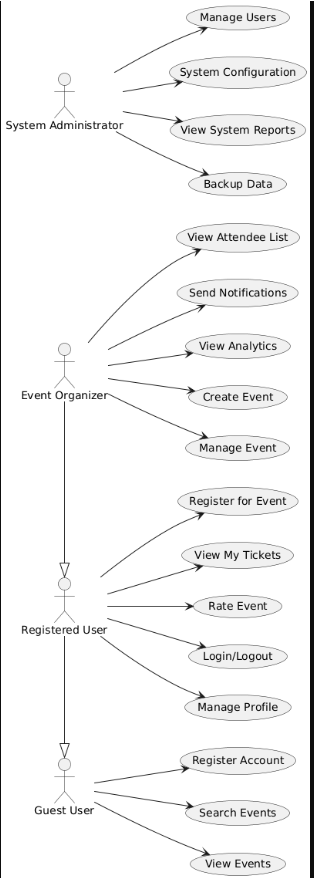 Manage Users
System Configuration
System Administrator
View System Reports
Backup Data
View Attendee List
Send Notifications
View Analytics
Event Organizer
Create Event
Manage Event
Register for Event
View My Tickets
Rate Event
Registered User
Login/Logout
Manage Profile
Register Account
Guest User
Search Events
View Events